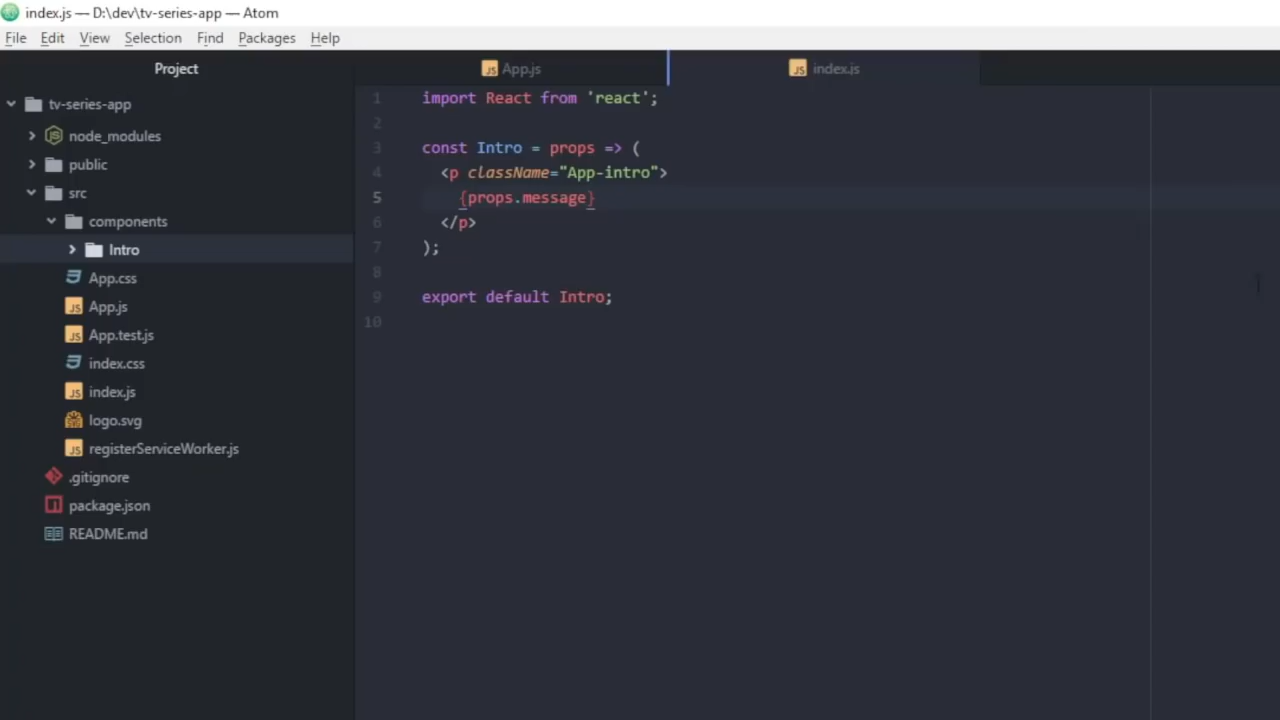 index.js — D:\dev\tv-series-app — Atom
File Edit View Selection Find Packages Help
Project
tv-series-app
node_modules
public
src
components
Intro
App.css
App.js
App.test.js
index.css
index.js
logo.svg
registerServiceWorker.js
.gitignore
package.json
README.md
App.js
index.js
1 import React from 'react';
2
3 const Intro = props => (
4 <p className="App-intro">
5 {props.message}
6 </p>
7 );
8
9 export default Intro;
10